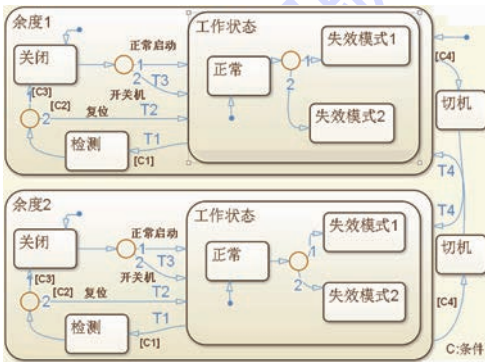 余度1
工作状态
失效模式1
正常启动
[C4]
关闭
1
T3
正常
1
2
2
[C3]
开关机
切机
[C2]
复位
T2
失效模式2
2
检测
T1
[C1]
T4
余度2
T4
工作状态
失效模式1
正常启动
关闭
1
T3
正常
1
切机
2
[C3]
开关机
2
[C2]
复位
T2
失效模式2
[C4]
2
检测
T1
[C1]
C:条件